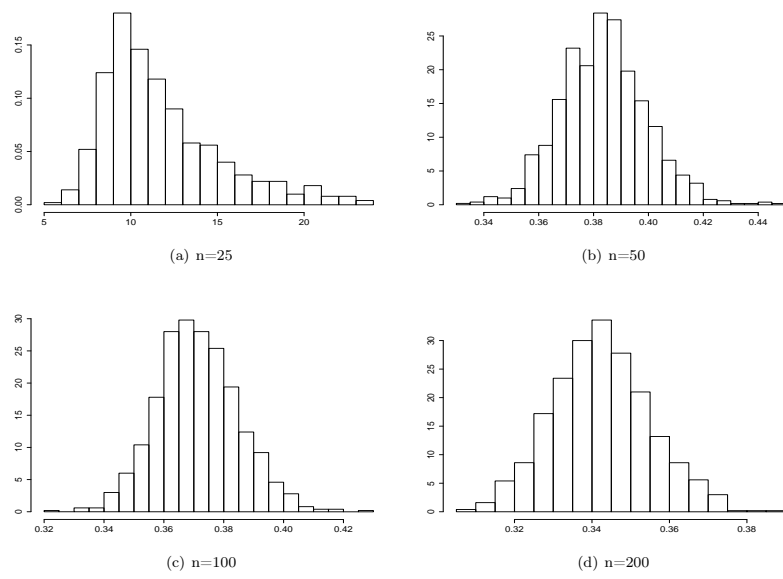 0.00 0.05 0.10 0.15
5 10 15 20
(a) n=25
0 5 10 15 20 25
0.34 0.36 0.38 0.40 0.42 0.44
(b) n=50
0 5 10 15 20 25 30
0.32 0.34 0.36 0.38 0.40 0.42
(c) n=100
0 5 10 15 20 25 30
0.32 0.34 0.36 0.38
(d) n=200